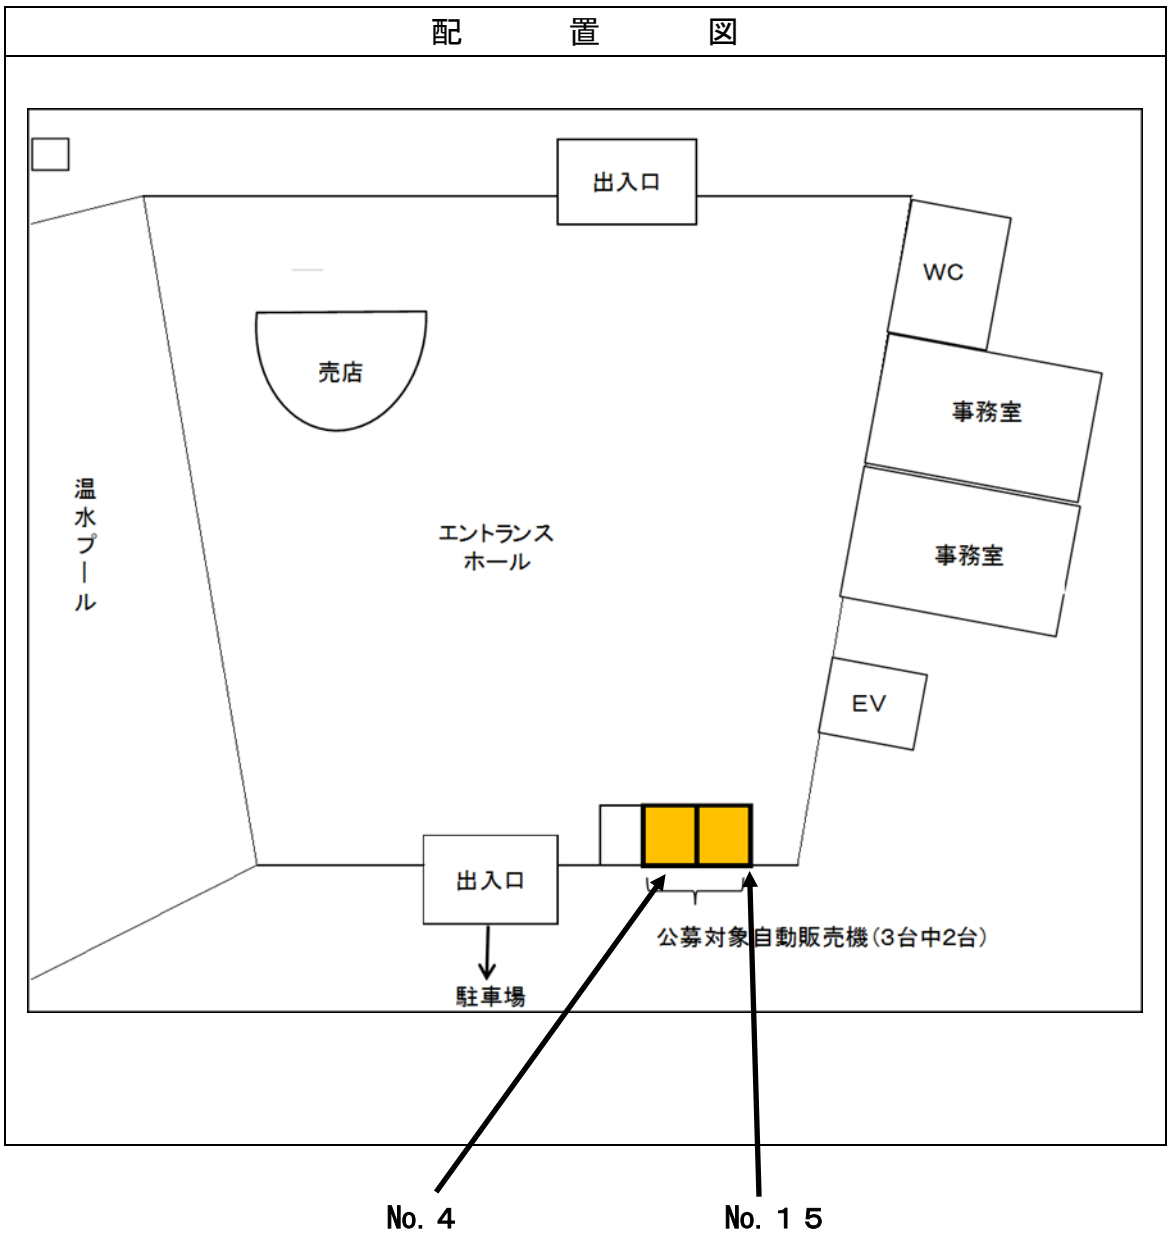 配置図
出入口
WC
売店
事務室
温水プール
エントランス
ホール
事務室
EV
出入口
公募対象自動販売機(3台中2台)
駐車場
№.4
№.15